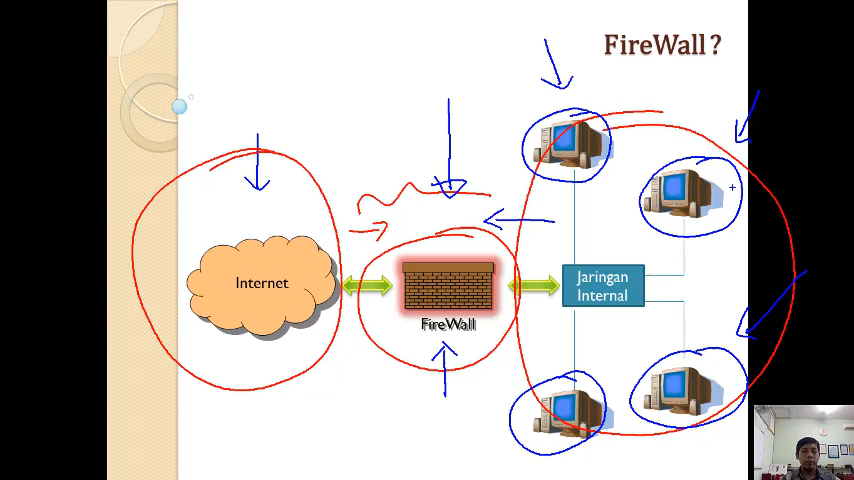 FireWall?
Internet
FireWall
Jaringan
Internal